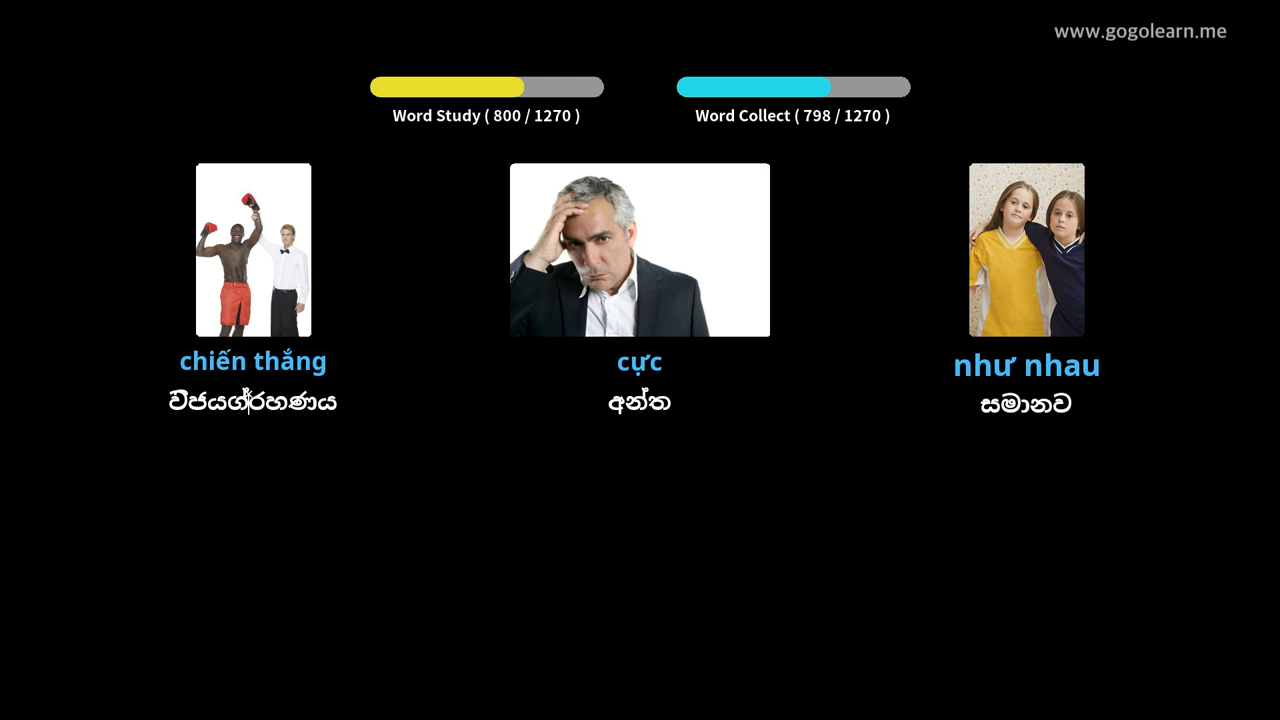 www.gogolearn.me
Word Study ( 800 / 1270 )
Word Collect ( 798 / 1270 )
chiến thắng
cực
như nhau
විජයග්රහණය
අන්ත
සමානව